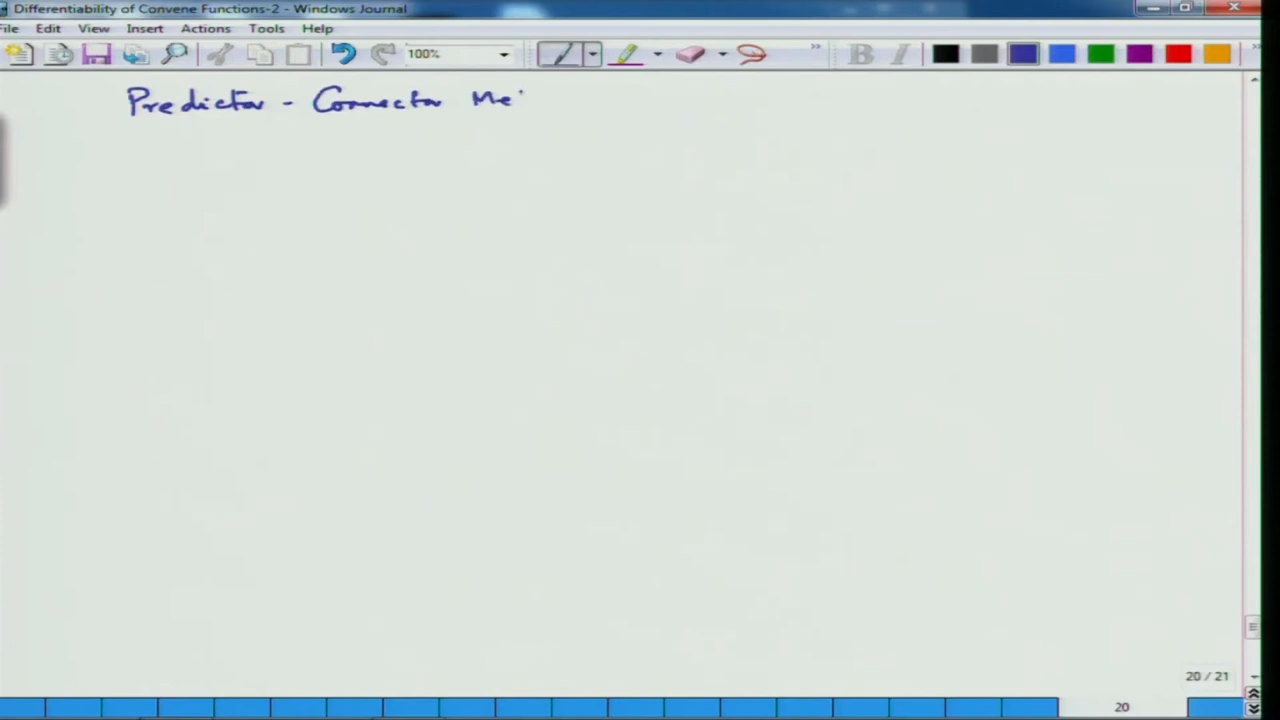 Differentiability of Convene Functions-2 - Windows Journal
File Edit View Insert Actions Tools Help
100%
B I
Predictor - Corrector Me
20 / 21
20